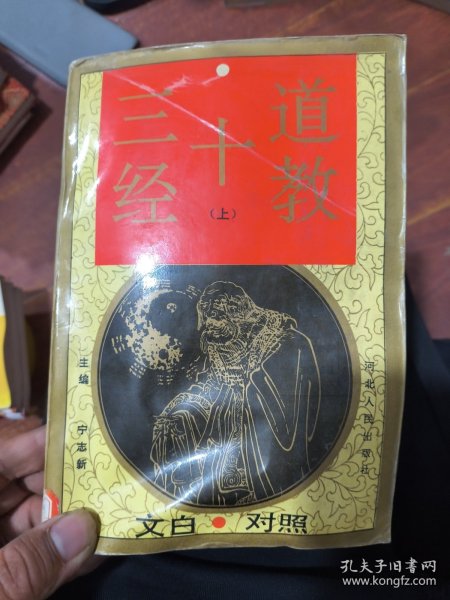 道教
十
三经
（上）
主编 宁志新
河北人民出版社
文白·对照
孔夫子旧书网
www.kongfz.com